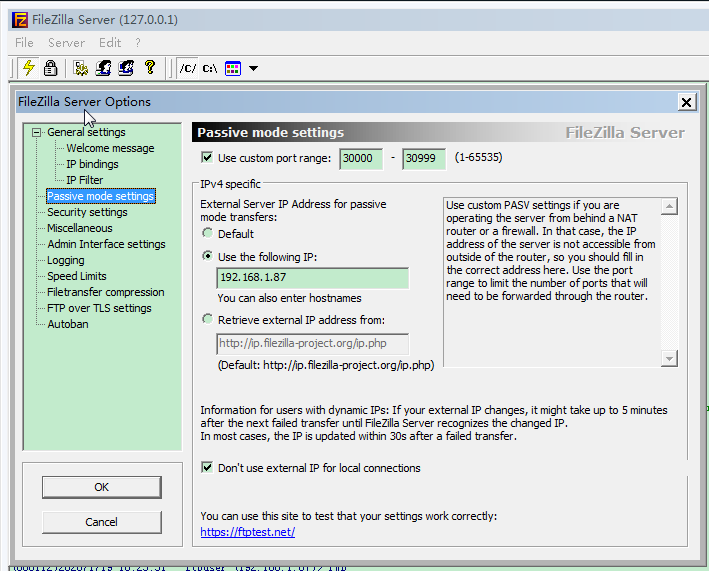 FileZilla Server (127.0.0.1)
File Server Edit ?
/C/ C:\
FileZilla Server Options
General settings
Welcome message
IP bindings
IP Filter
Passive mode settings
Security settings
Miscellaneous
Admin Interface settings
Logging
Speed Limits
Filetransfer compression
FTP over TLS settings
Autoban
OK
Cancel
Passive mode settings
FileZilla Server
Use custom port range: 30000 - 30999 (1-65535)
IPv4 specific
External Server IP Address for passive
mode transfers:
Default
Use the following IP:
192.168.1.87
You can also enter hostnames
Retrieve external IP address from:
http://ip.filezilla-project.org/ip.php
(Default: http://ip.filezilla-project.org/ip.php)
Use custom PASV settings if you are
operating the server from behind a NAT
router or a firewall. In that case, the IP
address of the server is not accessible from
outside of the router, so you should fill in
the correct address here. Use the port
range to limit the number of ports that will
need to be forwarded through the router.
Information for users with dynamic IPs: If your external IP changes, it might take up to 5 minutes
after the next failed transfer until FileZilla Server recognizes the changed IP.
In most cases, the IP is updated within 30s after a failed transfer.
Don't use external IP for local connections
You can use this site to test that your settings work correctly:
https://ftptest.net/